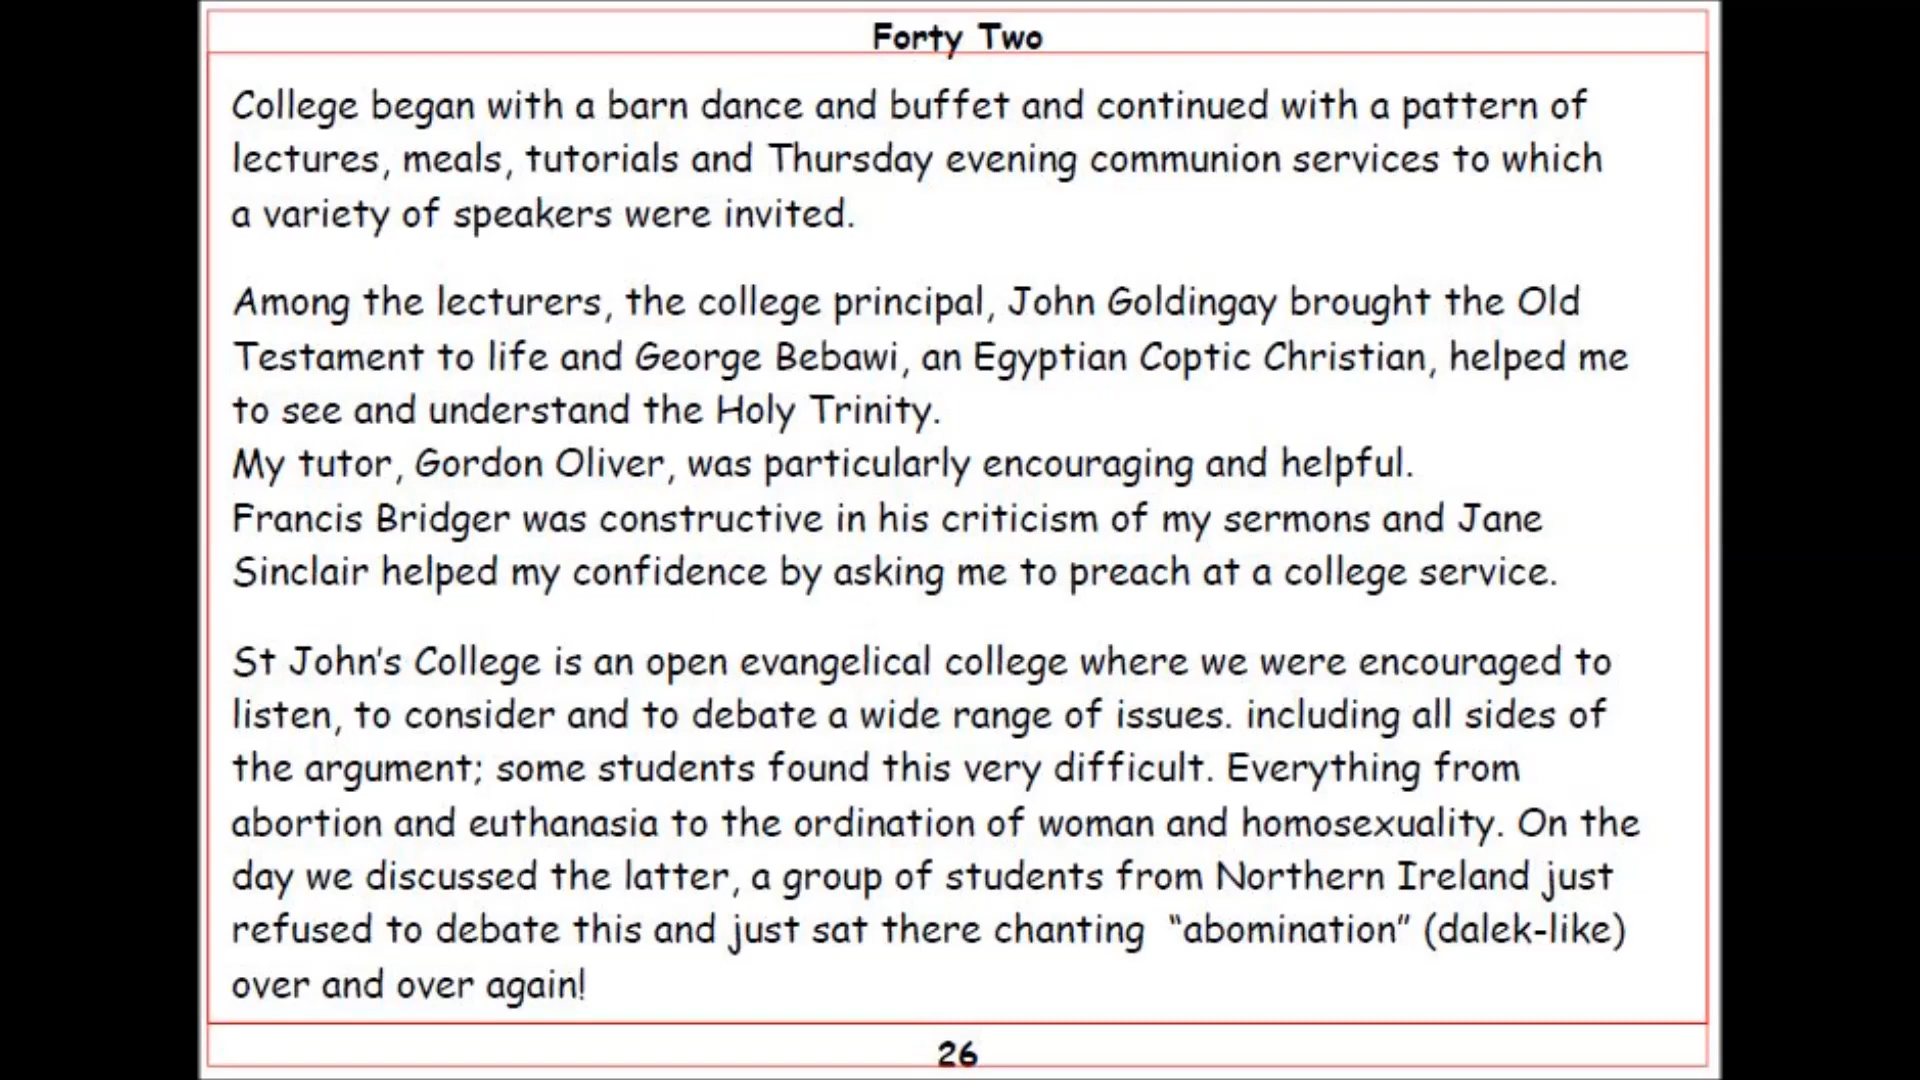 Forty Two
College began with a barn dance and buffet and continued with a pattern of
lectures, meals, tutorials and Thursday evening communion services to which
a variety of speakers were invited.
Among the lecturers, the college principal, John Goldingay brought the Old
Testament to life and George Bebawi, an Egyptian Coptic Christian, helped me
to see and understand the Holy Trinity.
My tutor, Gordon Oliver, was particularly encouraging and helpful.
Francis Bridger was constructive in his criticism of my sermons and Jane
Sinclair helped my confidence by asking me to preach at a college service.
St John’s College is an open evangelical college where we were encouraged to
listen, to consider and to debate a wide range of issues. including all sides of
the argument; some students found this very difficult. Everything from
abortion and euthanasia to the ordination of woman and homosexuality. On the
day we discussed the latter, a group of students from Northern Ireland just
refused to debate this and just sat there chanting  “abomination” (dalek-like)
over and over again!
26